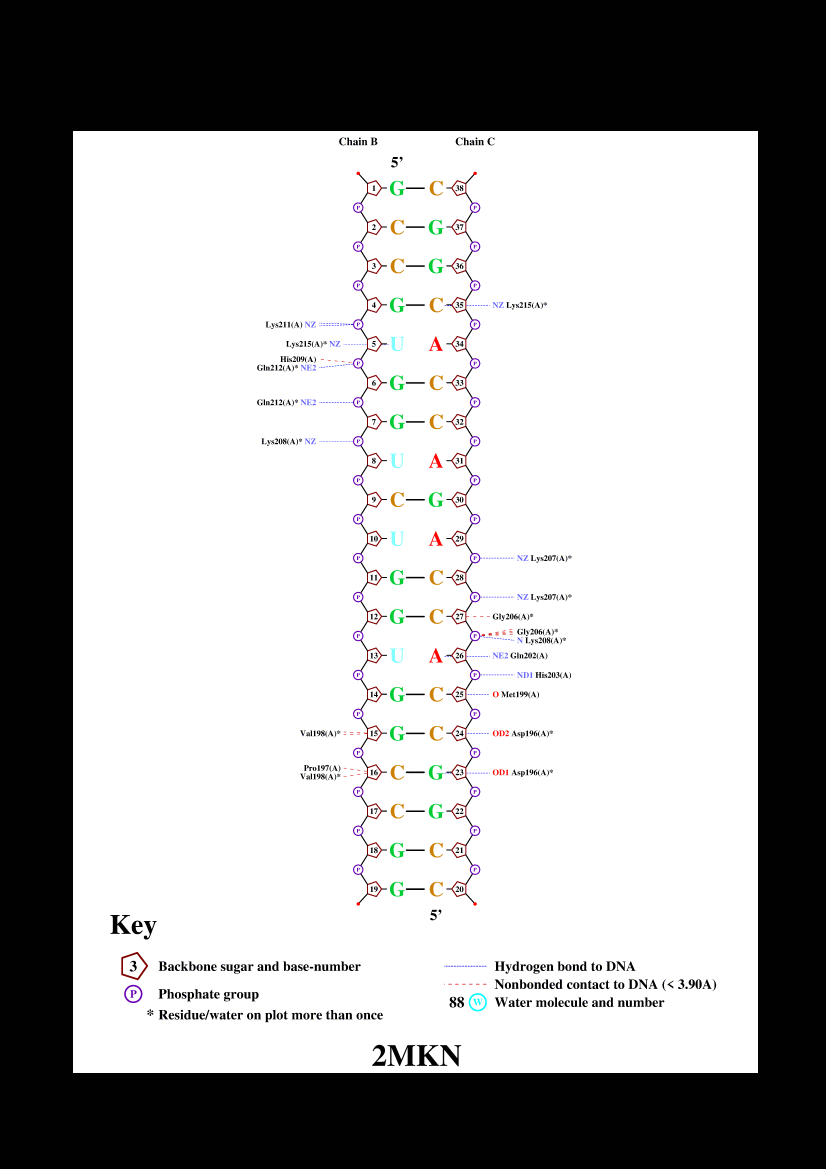 Chain B Chain C
5’
1 G C 38
P P
2 C G 37
P P
3 C G 36
P P
4 G C 35 NZ Lys215(A)*
Lys211(A) NZ P P
Lys215(A)* NZ 5 U A 34
His209(A)
Gln212(A)* NE2 P P
6 G C 33
Gln212(A)* NE2 P P
7 G C 32
Lys208(A)* NZ P P
8 U A 31
P P
9 C G 30
P P
10 U A 29
P P NZ Lys207(A)*
11 G C 28
P P NZ Lys207(A)*
12 G C 27 Gly206(A)*
P P Gly206(A)*
N Lys208(A)*
13 U A 26 NE2 Gln202(A)
P P ND1 His203(A)
14 G C 25 O Met199(A)
P P
Val198(A)* 15 G C 24 OD2 Asp196(A)*
P P
Pro197(A)
Val198(A)* 16 C G 23 OD1 Asp196(A)*
P P
17 C G 22
P P
18 G C 21
P P
19 G C 20
5’
Key
3 Backbone sugar and base-number Hydrogen bond to DNA
Nonbonded contact to DNA (< 3.90A)
P Phosphate group 88 W Water molecule and number
* Residue/water on plot more than once
2MKN